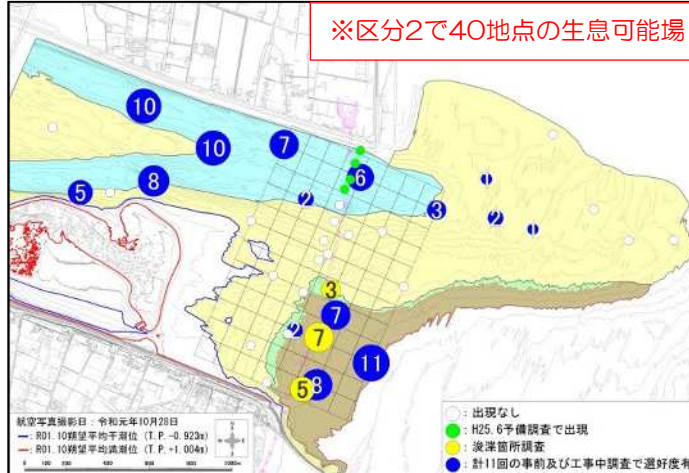 ※区分2で40地点の生息可能場
10
10
7
6
8
5
2
3
1
2
1
3
7
2
7
11
5
8
航空写真撮影日：令和元年10月28日
：R01.10朔望平均干潮位（T.P.-0.923m）
：R01.10朔望平均満潮位（T.P.+1.004m）
○：出現なし
●：H25.6予備調査で出現
●：浚渫箇所調査
●：計11回の事前及び工事中調査で選好度